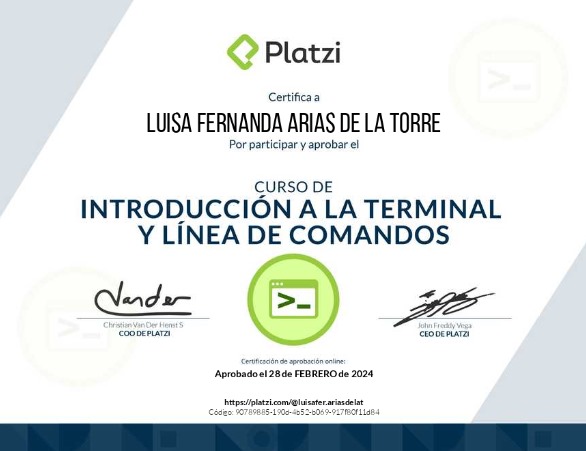 Platzi
Certifica a
LUISA FERNANDA ARIAS DE LA TORRE
Por participar y aprobar el
CURSO DE
INTRODUCCIÓN A LA TERMINAL
Y LÍNEA DE COMANDOS
Christian Van Der Henst S
COO DE PLATZI
John Freddy Vega
CEO DE PLATZI
Certificación de aprobación online:
Aprobado el 28 de FEBRERO de 2024
https://platzi.com/@luisafer.ariasdelat
Código: 90789885-190d-4b52-b069-917f80f11d84